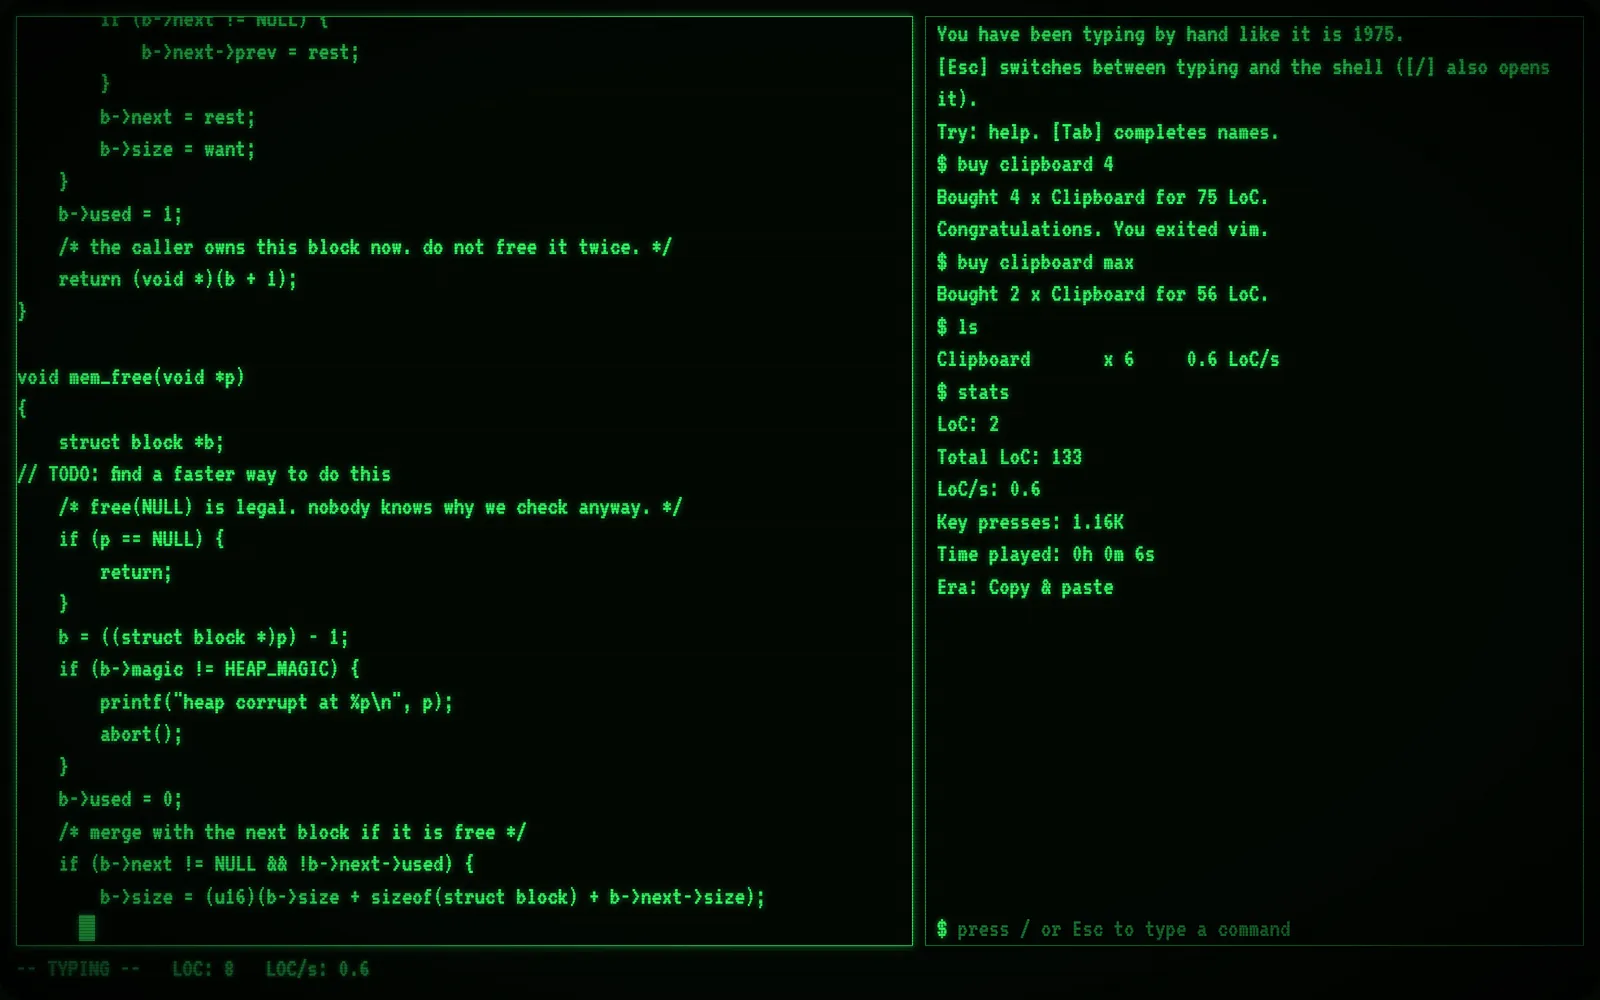 if (b->next != NULL) {
            b->next->prev = rest;
        }
        b->next = rest;
        b->size = want;
    }
    b->used = 1;
    /* the caller owns this block now. do not free it twice. */
    return (void *)(b + 1);
}

void mem_free(void *p)
{
    struct block *b;
// TODO: find a faster way to do this
    /* free(NULL) is legal. nobody knows why we check anyway. */
    if (p == NULL) {
        return;
    }
    b = ((struct block *)p) - 1;
    if (b->magic != HEAP_MAGIC) {
        printf("heap corrupt at %p\n", p);
        abort();
    }
    b->used = 0;
    /* merge with the next block if it is free */
    if (b->next != NULL && !b->next->used) {
        b->size = (u16)(b->size + sizeof(struct block) + b->next->size);
You have been typing by hand like it is 1975.
[Esc] switches between typing and the shell ([/] also opens
it).
Try: help. [Tab] completes names.
$ buy clipboard 4
Bought 4 x Clipboard for 75 LoC.
Congratulations. You exited vim.
$ buy clipboard max
Bought 2 x Clipboard for 56 LoC.
$ ls
Clipboard       x 6     0.6 LoC/s
$ stats
LoC: 2
Total LoC: 133
LoC/s: 0.6
Key presses: 1.16K
Time played: 0h 0m 6s
Era: Copy & paste
$ press / or Esc to type a command
-- TYPING --   LOC: 8   LOC/s: 0.6